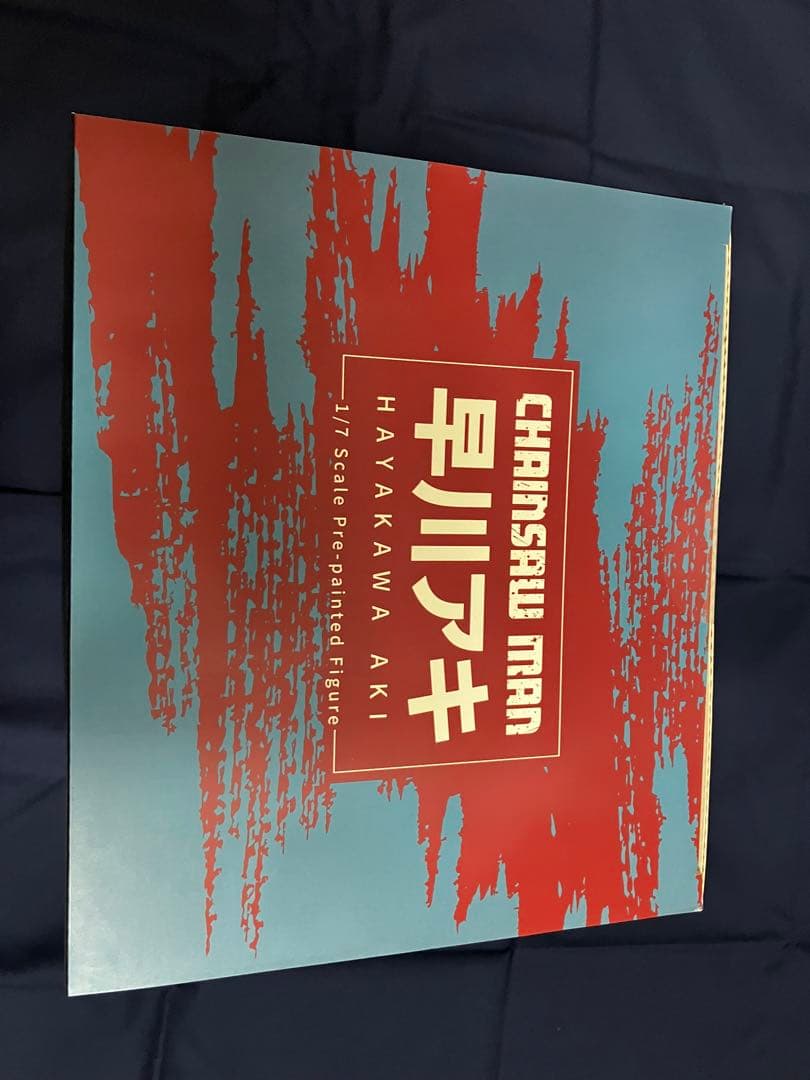 CHAINSAW MAN
早川アキ
HAYAKAWA AKI
1/7 Scale Pre-painted Figure